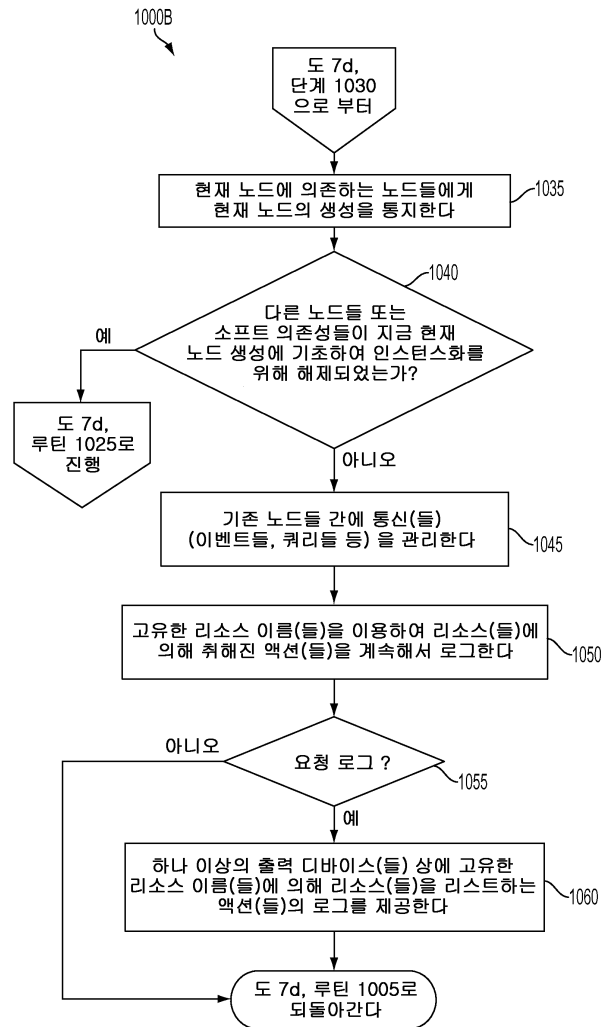 1000B
도 7d,
단계 1030
으로 부터
현재 노드에 의존하는 노드들에게
현재 노드의 생성을 통지한다
1035
1040
다른 노드들 또는
소프트 의존성들이 지금 현재
노드 생성에 기초하여 인스턴스화를
위해 해제되었는가?
예
도 7d,
루틴 1025로
진행
아니오
기존 노드들 간에 통신(들)
(이벤트들, 쿼리들 등) 을 관리한다
1045
고유한 리소스 이름(들)을 이용하여 리소스(들)에
의해 취해진 액션(들)을 계속해서 로그한다
1050
아니오
요청 로그 ?
1055
예
하나 이상의 출력 디바이스(들) 상에 고유한
리소스 이름(들)에 의해 리소스(들)을 리스트하는
액션(들)의 로그를 제공한다
1060
도 7d, 루틴 1005로
되돌아간다